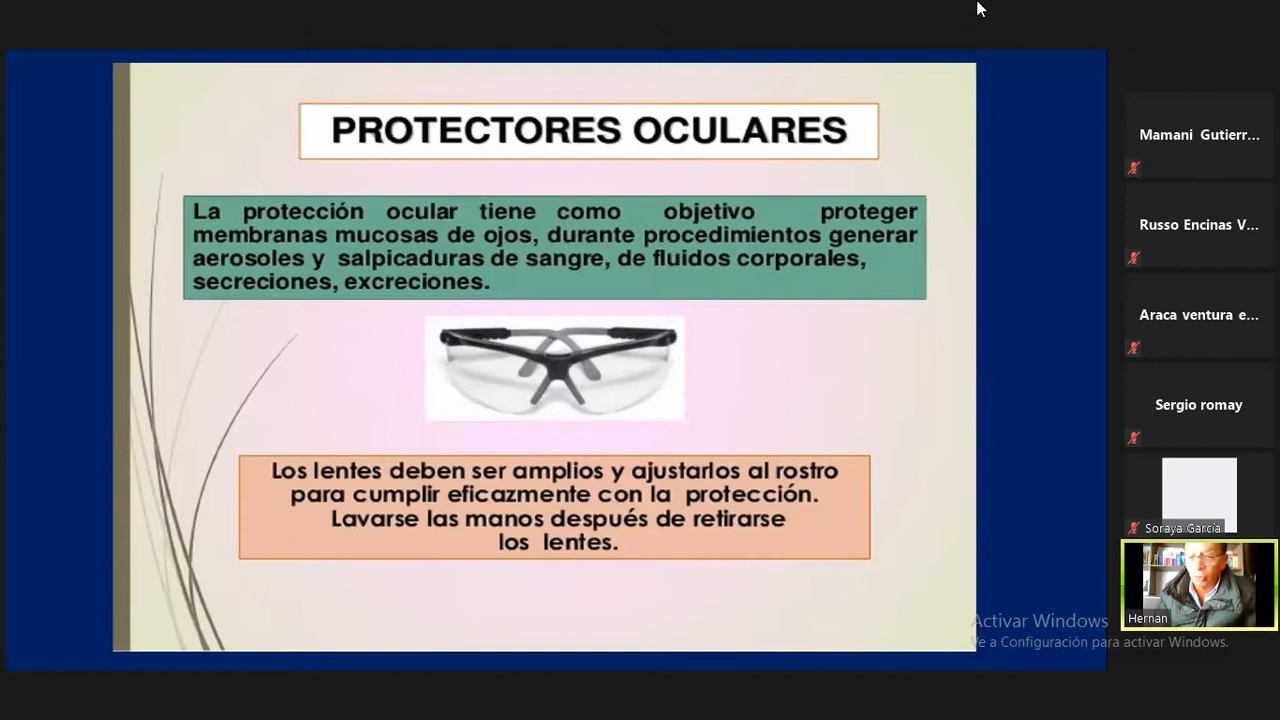 PROTECTORES OCULARES
La protección ocular tiene como objetivo proteger
membranas mucosas de ojos, durante procedimientos generar
aerosoles y salpicaduras de sangre, de fluidos corporales,
secreciones, excreciones.
Los lentes deben ser amplios y ajustarlos al rostro
para cumplir eficazmente con la protección.
Lavarse las manos después de retirarse
los lentes.
Mamani Gutierr...
Russo Encinas V...
Araca ventura e...
Sergio romay
Soraya Garcia
Hernan
Activar Windows
Ve a Configuración para activar Windows.